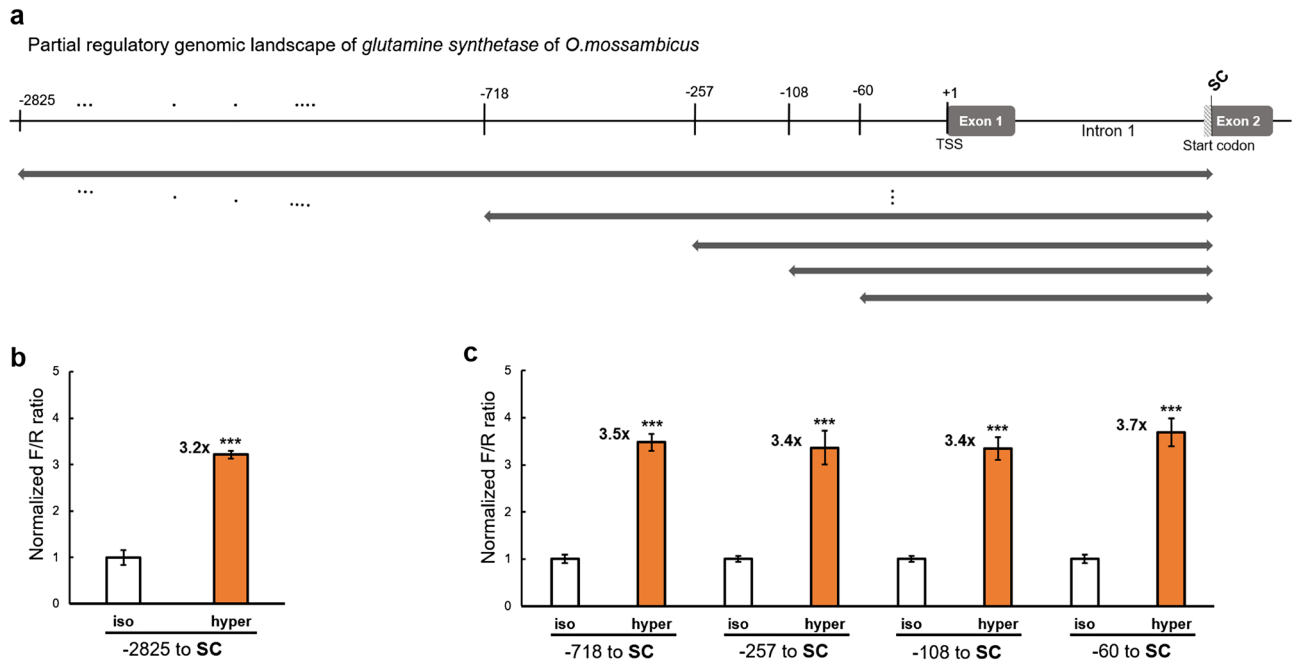 a
Partial regulatory genomic landscape of glutamine synthetase of O.mossambicus
-2825 ... . . .... -718 -257 -108 -60 +1 SC
Exon 1 Exon 2
TSS Intron 1 Start codon
... . . .... ...
b
Normalized F/R ratio
5
4
3
2
1
0
3.2x ***
iso hyper
-2825 to SC
c
Normalized F/R ratio
5
4
3
2
1
0
3.5x *** 3.4x *** 3.4x *** 3.7x ***
iso hyper iso hyper iso hyper iso hyper
-718 to SC -257 to SC -108 to SC -60 to SC